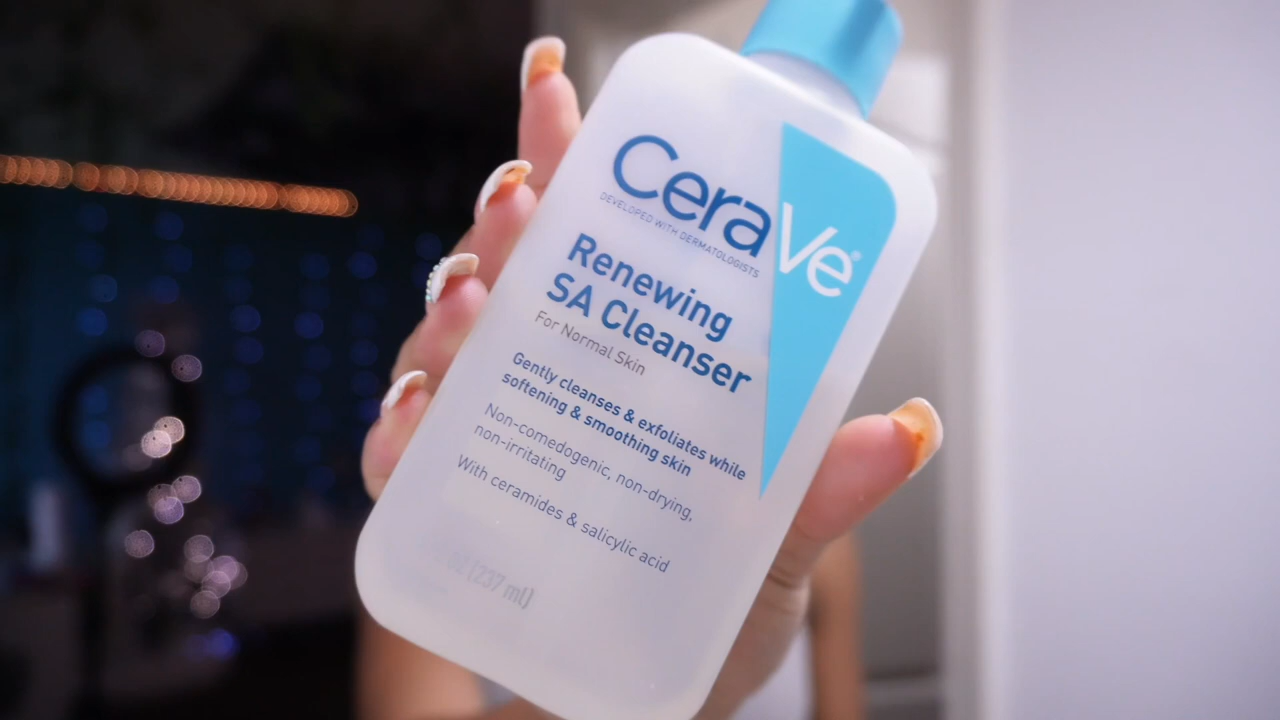 CeraVe®
DEVELOPED WITH DERMATOLOGISTS
Renewing
SA Cleanser
For Normal Skin
Gently cleanses & exfoliates while
softening & smoothing skin
Non-comedogenic, non-drying,
non-irritating
With ceramides & salicylic acid
(237 ml)